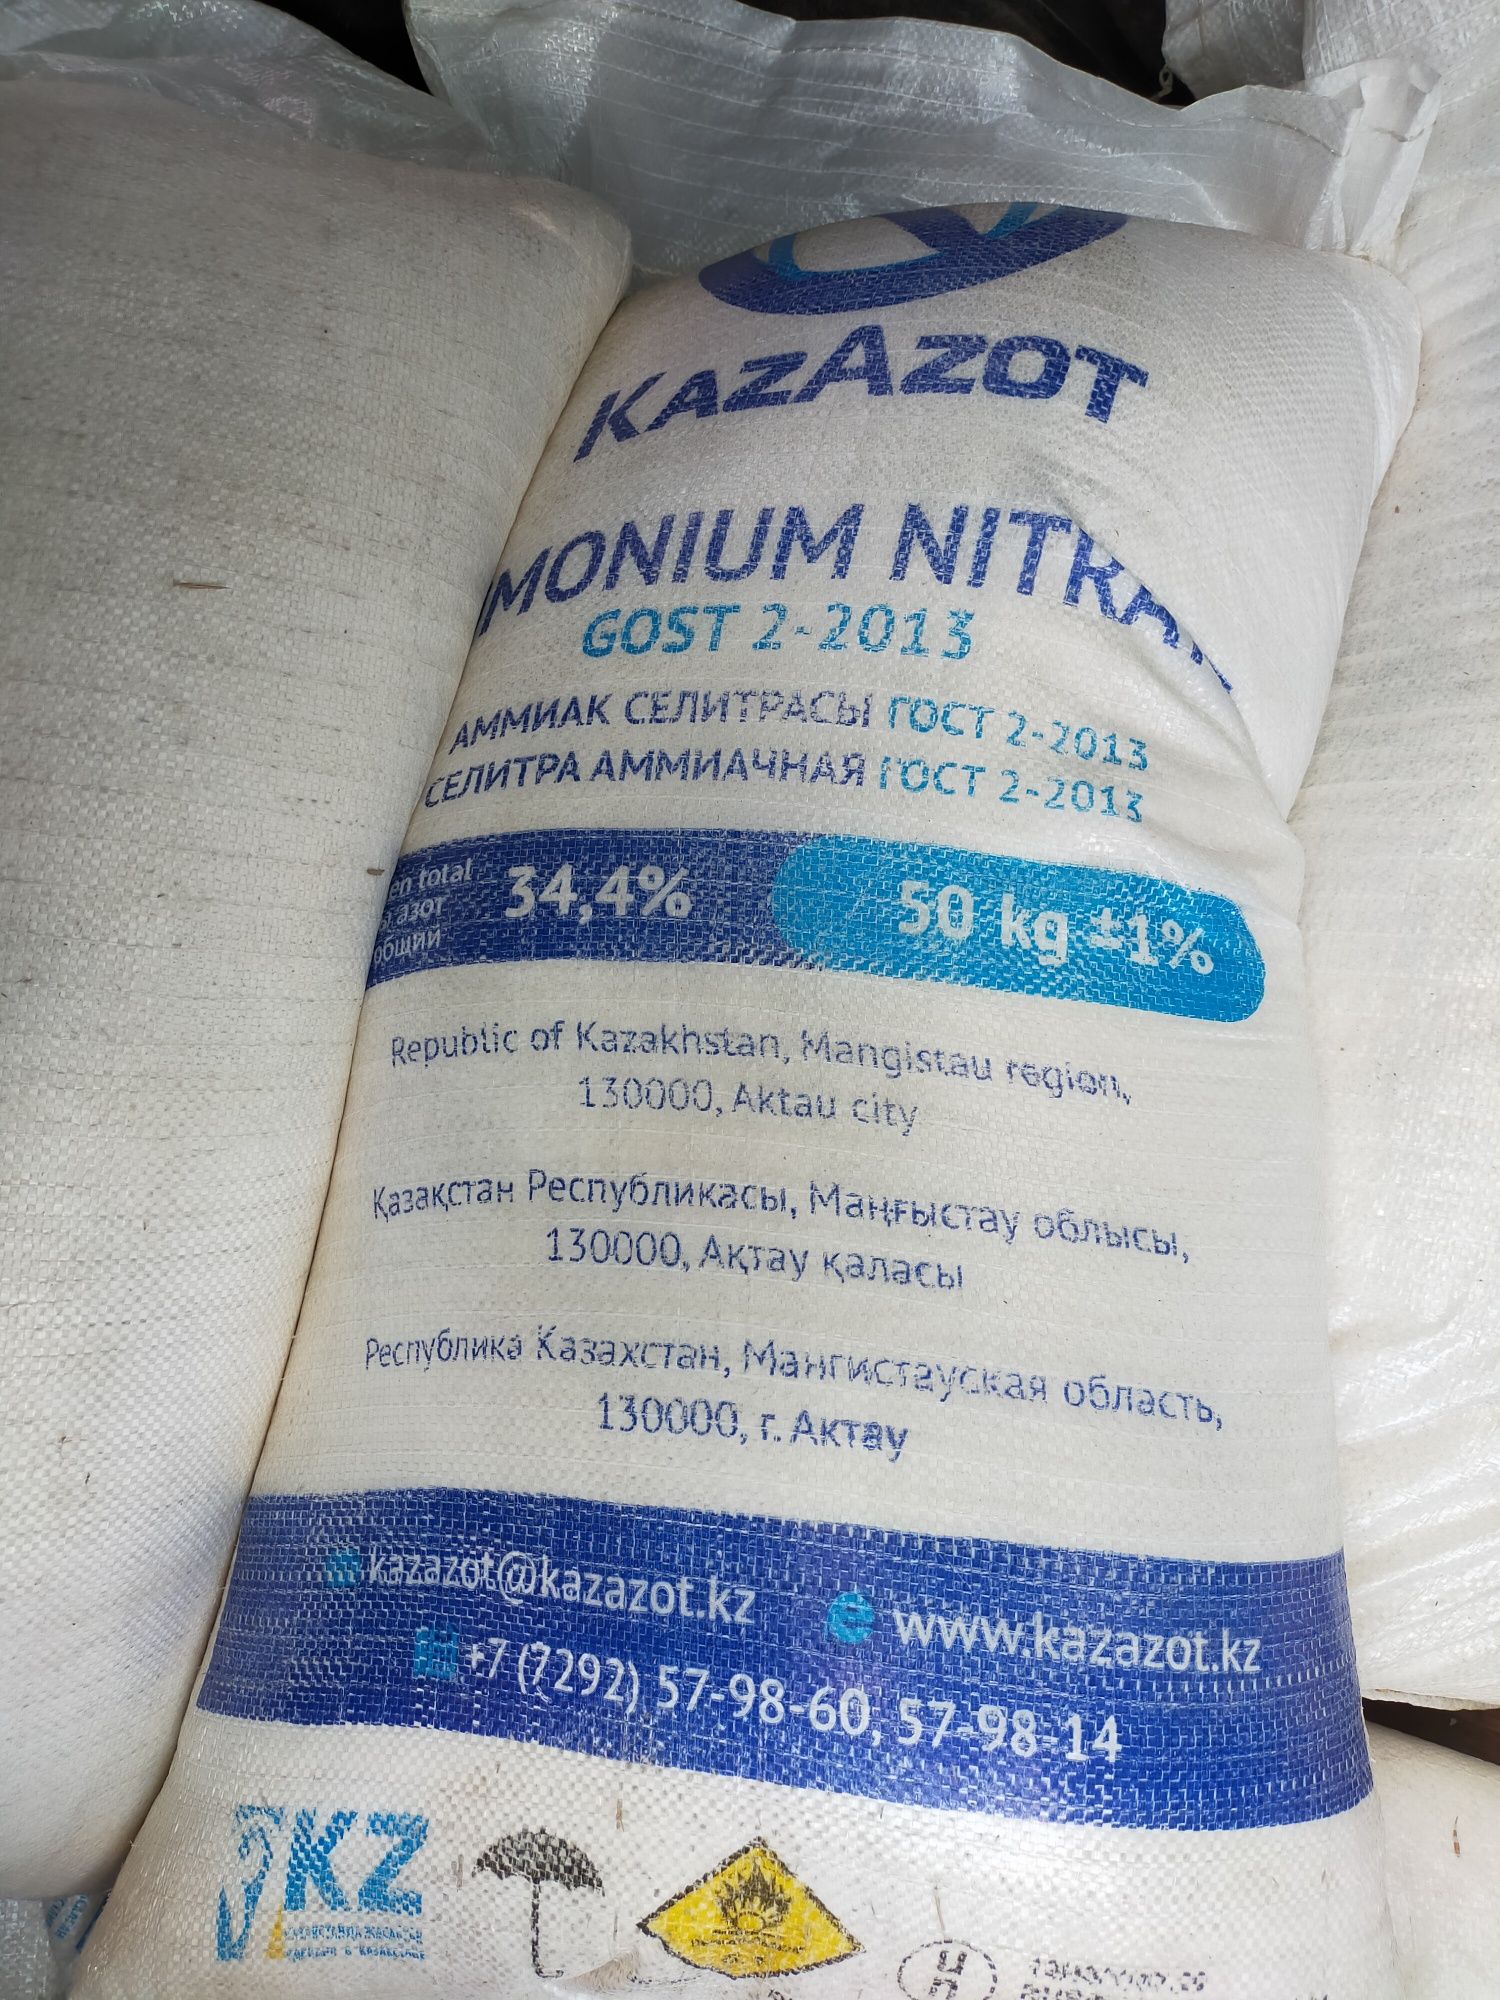 KAZAZOT
MONIUM NITRA
GOST 2-2013
АММИАК СЕЛИТРАСЫ ГОСТ 2-2013
СЕЛИТРА АММИАЧНАЯ ГОСТ 2-2013
en total
азот
общий
34,4%
50 kg ±1%
Republic of Kazakhstan, Mangistau region,
130000, Aktau city
Қазақстан Республикасы, Маңғыстау облысы,
130000, Ақтау қаласы
Республика Казахстан, Мангистауская область,
130000, г. Актау
kazazot@kazazot.kz
www.kazazot.kz
+7 (7292) 57-98-60, 57-98-14
KZ